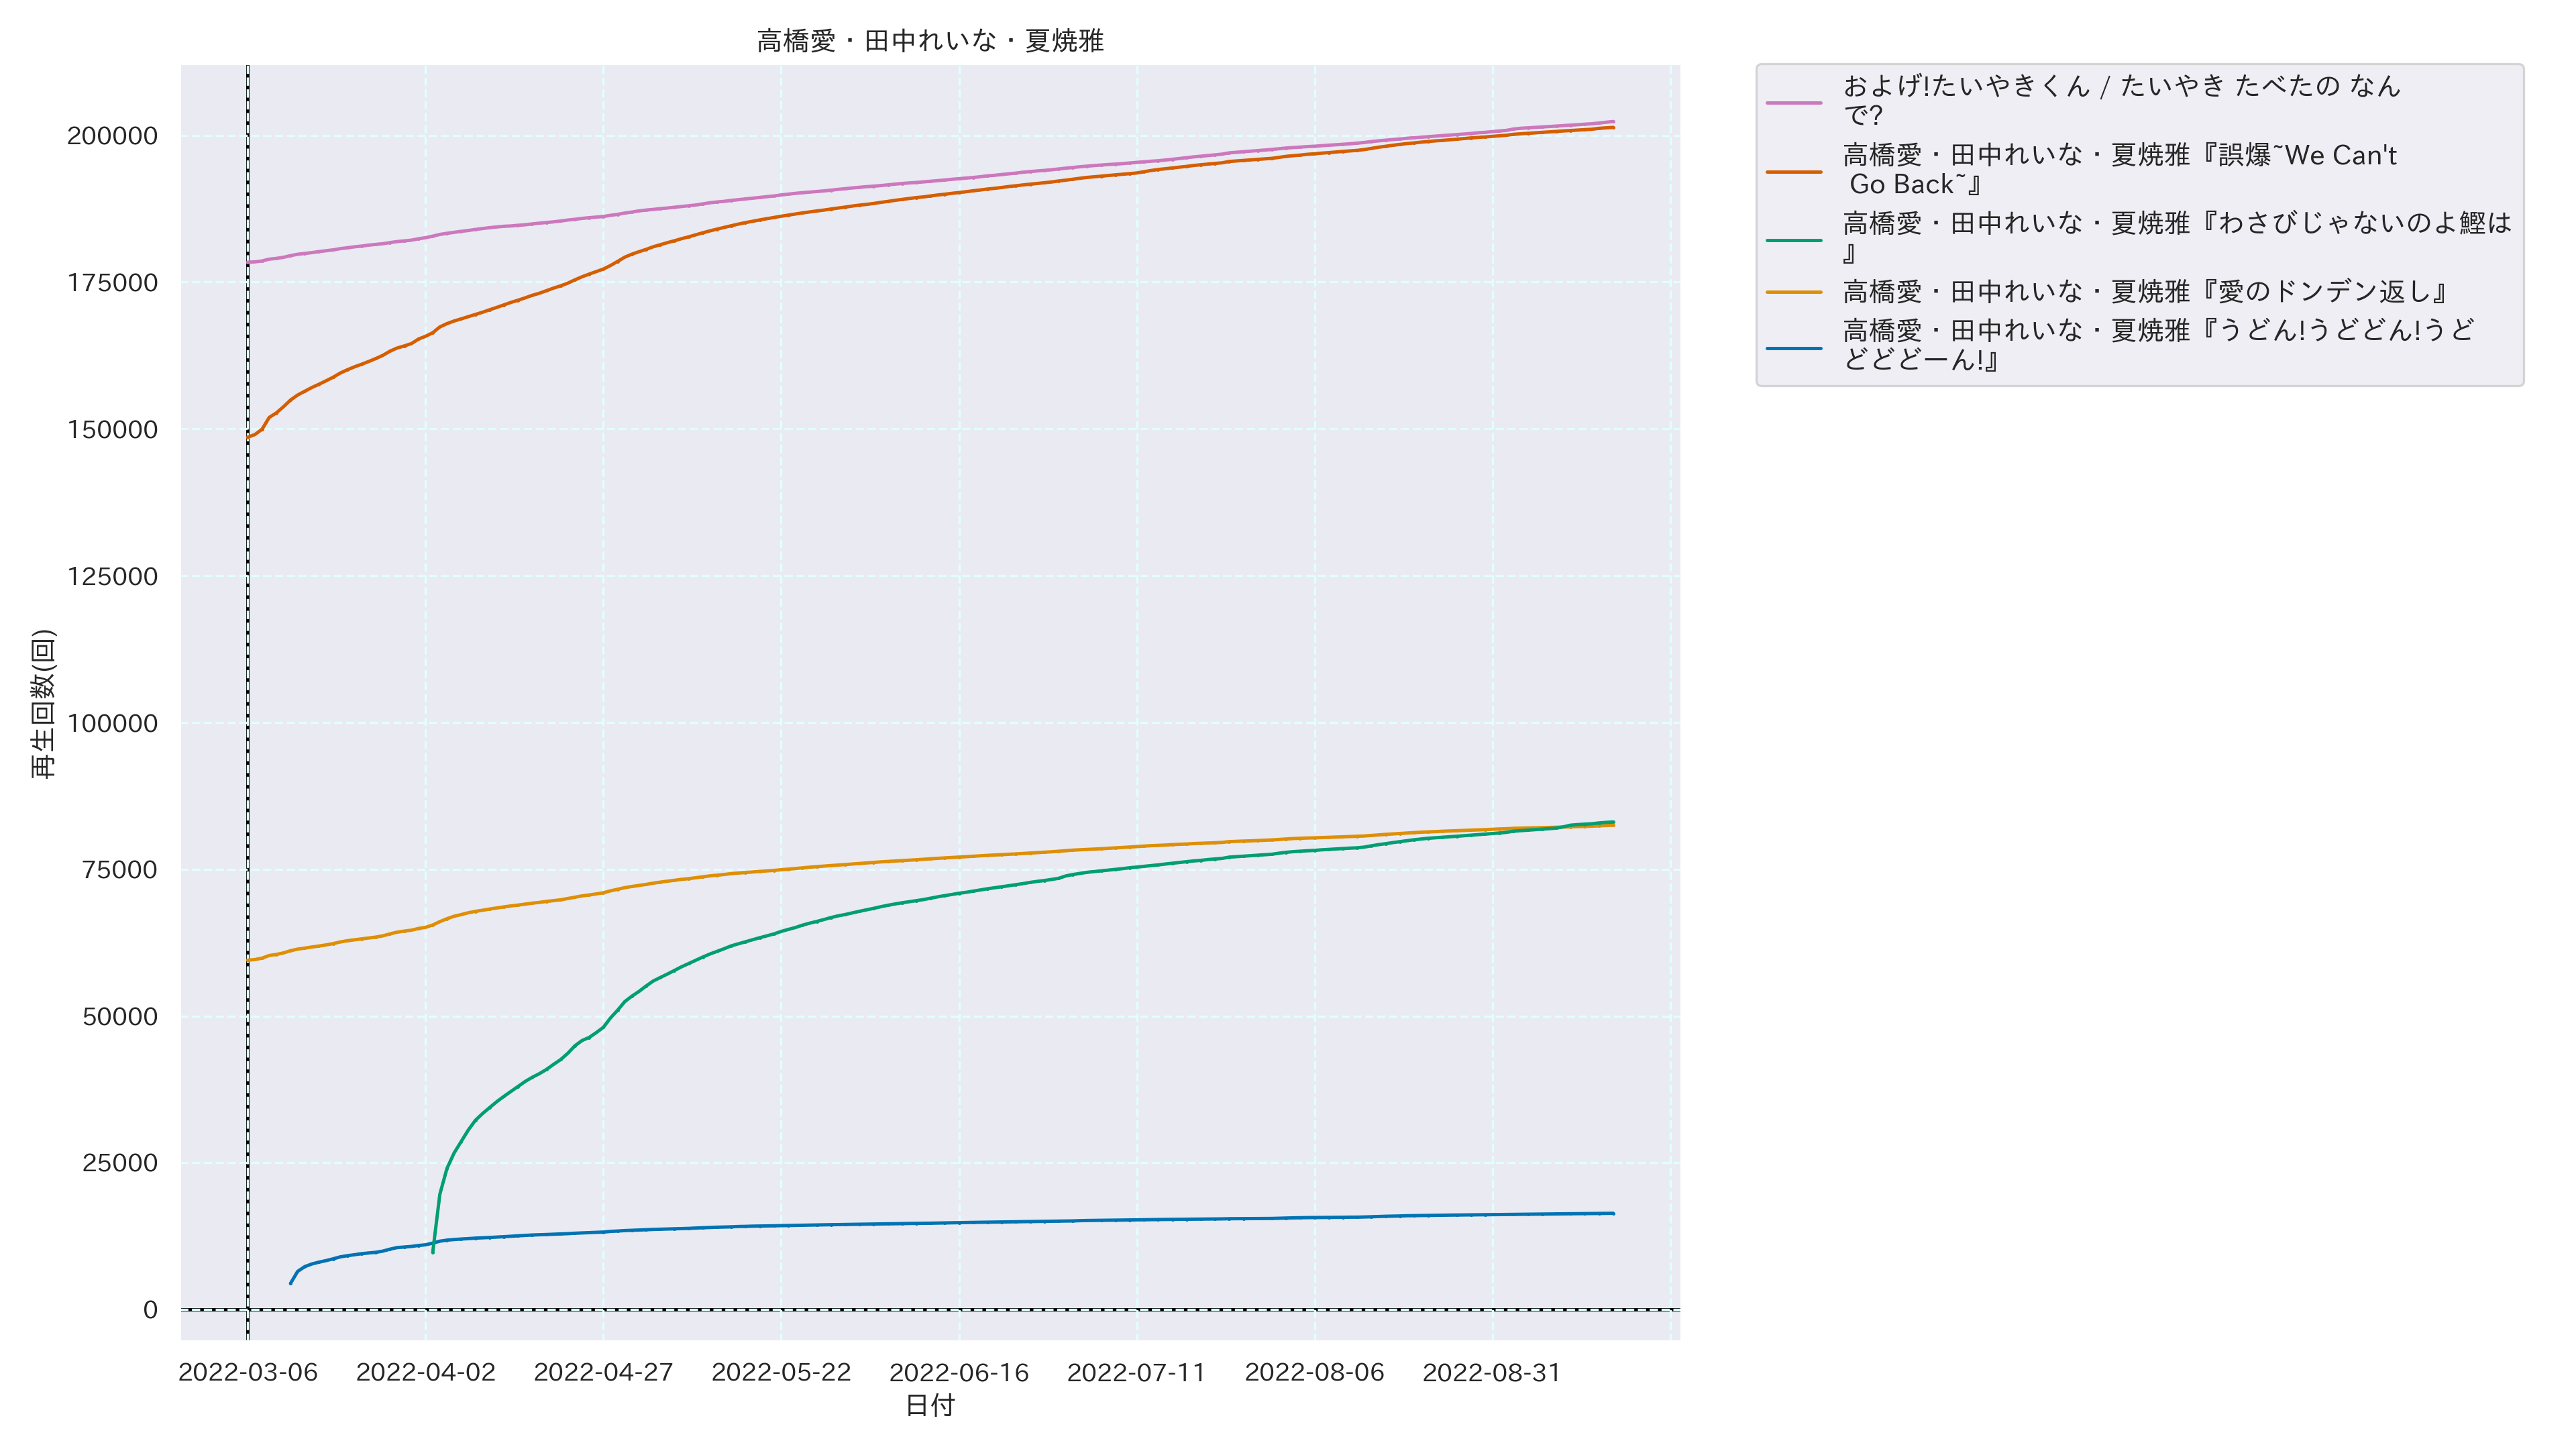 高橋愛・田中れいな・夏焼雅
200000
175000
150000
125000
100000
75000
50000
25000
0
再生回数(回)
2022-03-06
2022-04-02
2022-04-27
2022-05-22
2022-06-16
2022-07-11
2022-08-06
2022-08-31
日付
およげ!たいやきくん / たいやき たべたの なん
で?
高橋愛・田中れいな・夏焼雅『誤爆~We Can't
Go Back~』
高橋愛・田中れいな・夏焼雅『わさびじゃないのよ鰹は
』
高橋愛・田中れいな・夏焼雅『愛のドンデン返し』
高橋愛・田中れいな・夏焼雅『うどん!うどどん!うど
どどどーん!』